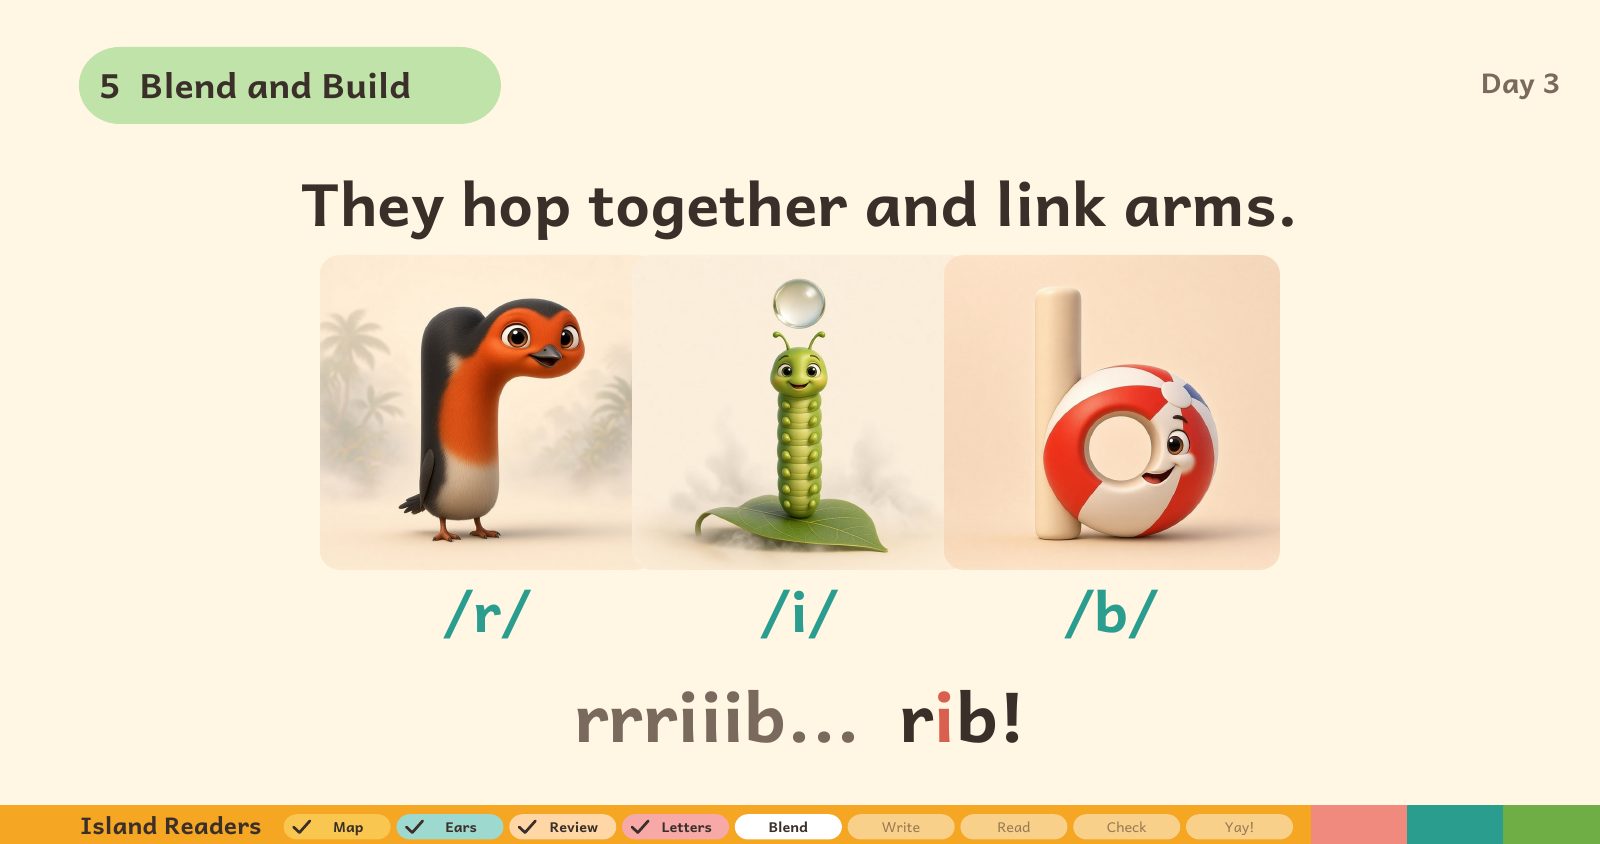 5 Blend and Build
Day 3
They hop together and link arms.
/r/ /i/ /b/
rrriiib... rib!
Island Readers Map Ears Review Letters Blend Write Read Check Yay!